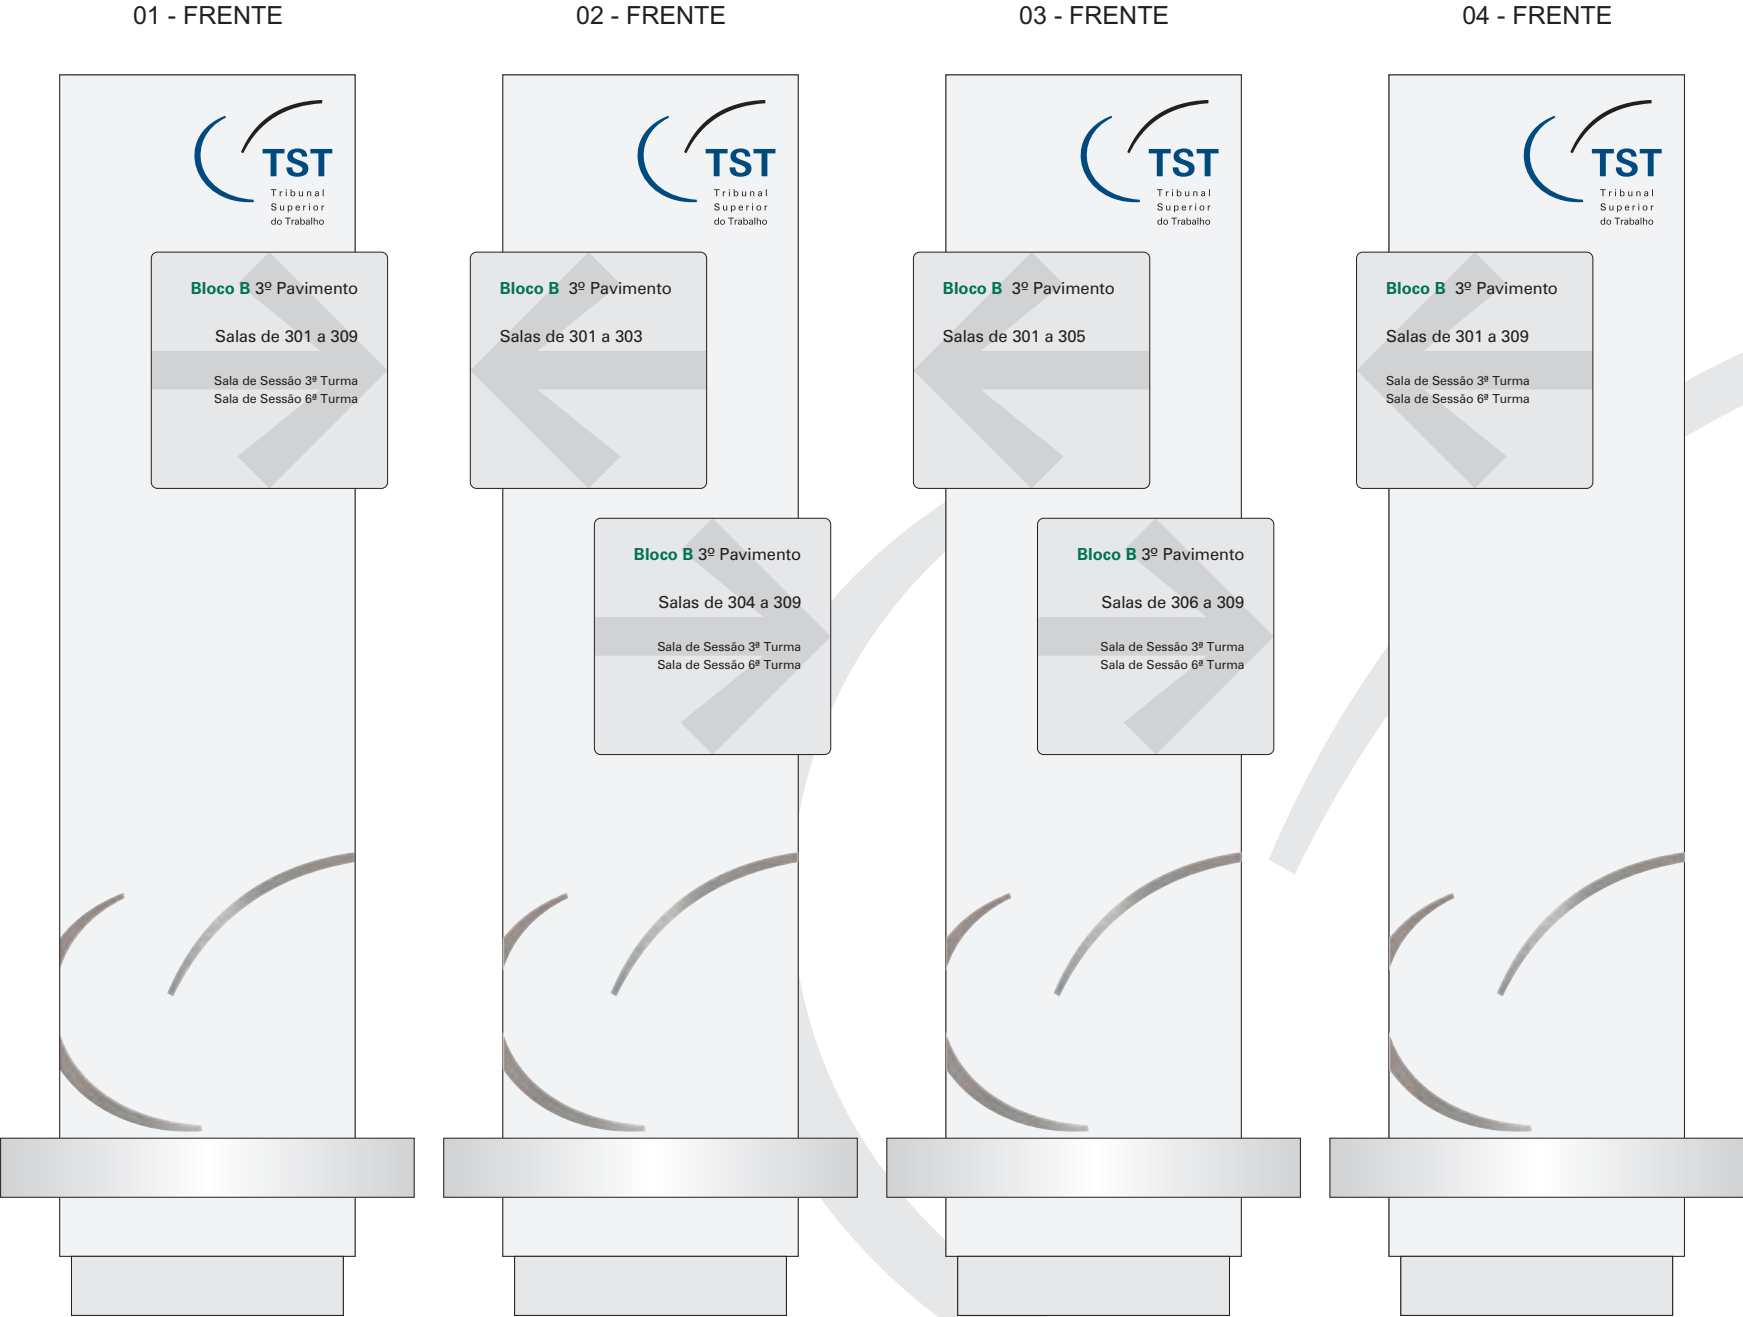 01 - FRENTE
02 - FRENTE
03 - FRENTE
04 - FRENTE
TST
Tribunal
Superior
do Trabalho
Bloco B 3º Pavimento
Salas de 301 a 309
Sala de Sessão 3ª Turma
Sala de Sessão 6ª Turma
TST
Tribunal
Superior
do Trabalho
Bloco B 3º Pavimento
Salas de 301 a 303
Bloco B 3º Pavimento
Salas de 304 a 309
Sala de Sessão 3ª Turma
Sala de Sessão 6ª Turma
TST
Tribunal
Superior
do Trabalho
Bloco B 3º Pavimento
Salas de 301 a 305
Bloco B 3º Pavimento
Salas de 306 a 309
Sala de Sessão 3ª Turma
Sala de Sessão 6ª Turma
TST
Tribunal
Superior
do Trabalho
Bloco B 3º Pavimento
Salas de 301 a 309
Sala de Sessão 3ª Turma
Sala de Sessão 6ª Turma